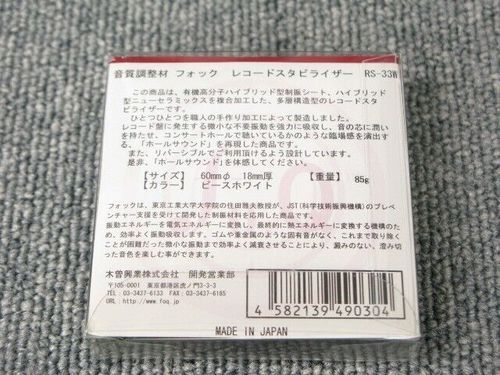 音質調整材 フォック レコードスタビライザー RS-33W
この商品は、有機高分子ハイブリッド型制振シート、ハイブリッド
型ニューセラミックスを複合加工した、多層構造型のレコードスタ
ビライザーです。
ひとつひとつを職人の手作り加工によって製造しました。
レコード盤に発生する微小な不要振動を強力に吸収し、音の芯に潤い
を持たせ、コンサートホールで聴いているかのような臨場感を演出す
る、「ホールサウンド」を再現した商品です。
また、リバーシブルでご利用頂けるよう設計しています。
是非、「ホールサウンド」をご体感下さい。
【サイズ】 60mmφ 18mm厚 【重量】 85g
【カラー】 ピースホワイト
フォックは、東京工業大学大学院の住田雅夫教授が、JST(科学技術振興機構)のプレベ
ンチャー支援を受けて開発した制振材料を応用した商品です。
振動エネルギーを電気エネルギーに変換し、最終的に熱エネルギーに変換する機構のた
め、効率よく振動を吸収します。ゴムや重金属のような固有音がなく、これまで取り除くこ
とが困難だった微小な振動まで効率よく減衰させることにより、歪みのない、澄み切っ
た音色を楽しむ事ができます。
木曽興業株式会社 開発営業部
〒105-0001 東京都港区虎ノ門3-3-3
TEL：03-3437-6133 FAX：03-3437-6185
URL：http://www.foq.jp
4 582139 490304
MADE IN JAPAN